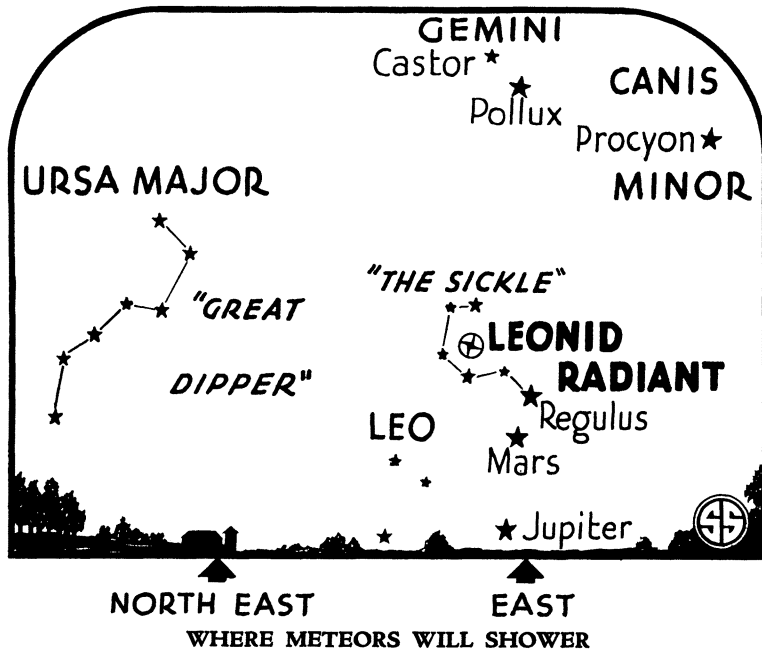 GEMINI
Castor
Pollux
CANIS
Procyon
MINOR
URSA MAJOR
"GREAT
DIPPER"
"THE SICKLE"
LEONID
RADIANT
Regulus
LEO
Mars
Jupiter
SS
NORTH EAST
EAST
WHERE METEORS WILL SHOWER